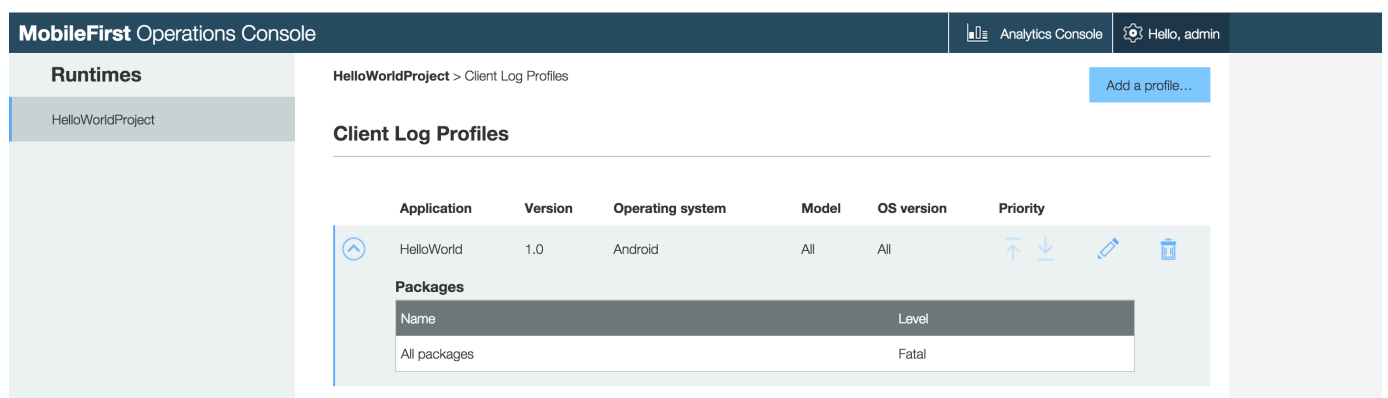 MobileFirst Operations Console Analytics Console Hello, admin
Runtimes
HelloWorldProject
HelloWorldProject > Client Log Profiles
Add a profile...
Client Log Profiles
Application Version Operating system Model OS version Priority
HelloWorld 1.0 Android All All
Packages
Name Level
All packages Fatal